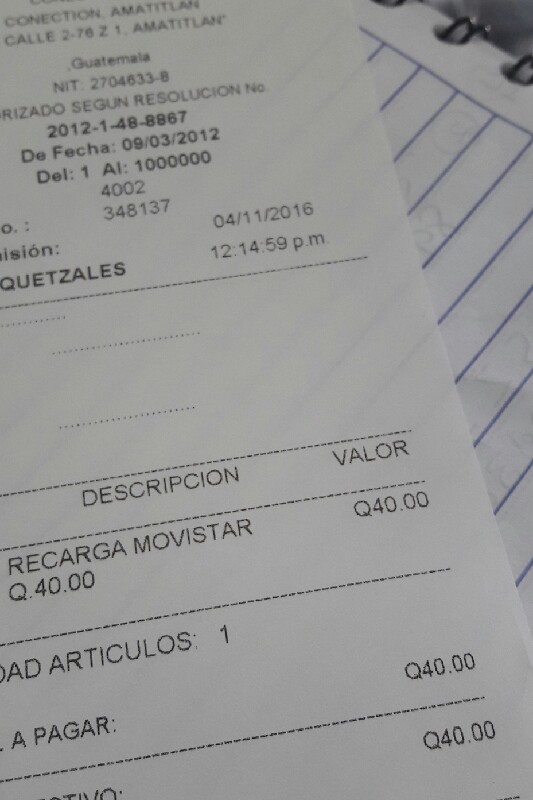 CONECTION, AMATITLAN
CALLE 2-76 Z 1, AMATITLAN"
Guatemala
NIT: 2704633-8
RIZADO SEGUN RESOLUCION No.
2012-1-48-8867
De Fecha: 09/03/2012
Del: 1 Al: 1000000
4002
o. : 348137
isión: 04/11/2016
12:14:59 p.m.
QUETZALES
DESCRIPCION VALOR
RECARGA MOVISTAR Q40.00
Q.40.00
DAD ARTICULOS: 1
Q40.00
A PAGAR:
Q40.00
CTIVO: